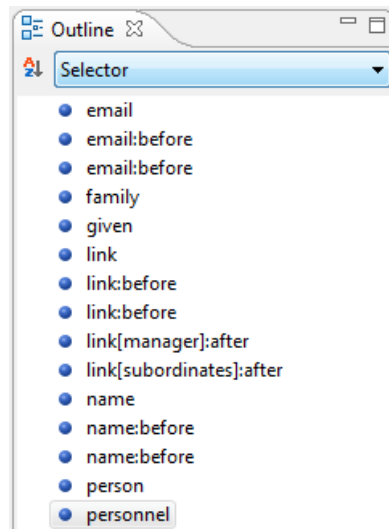 Outline
Selector
email
email:before
email:before
family
given
link
link:before
link:before
link[manager]:after
link[subordinates]:after
name
name:before
name:before
person
personnel